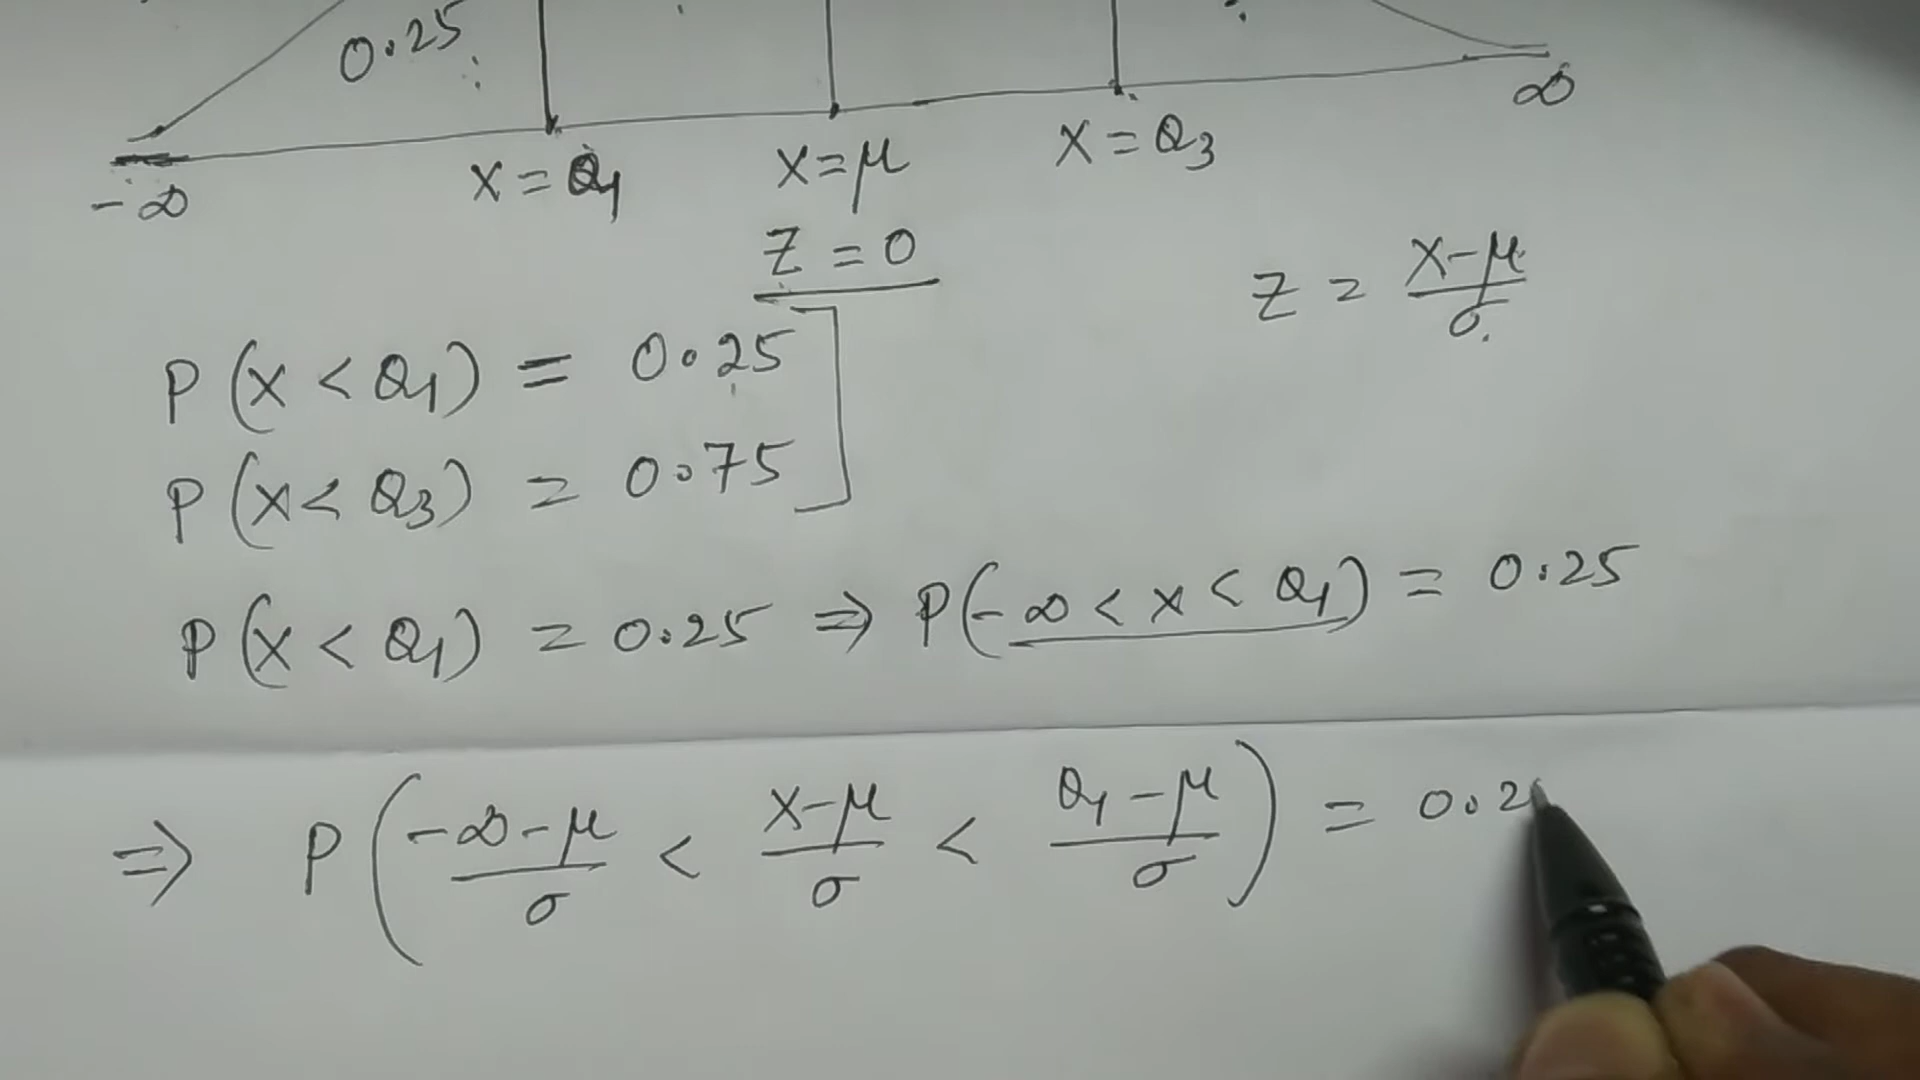 0.25
-∞ X = Q1 X = μ X = Q3 ∞
Z = 0
Z = (X-μ)/σ
P(X < Q1) = 0.25
P(X < Q3) = 0.75
P(X < Q1) = 0.25 ⇒ P(-∞ < X < Q1) = 0.25
⇒ P((-∞-μ)/σ < (X-μ)/σ < (Q1-μ)/σ) = 0.2